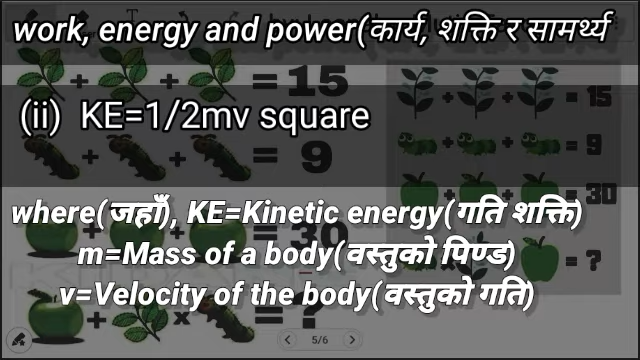 work, energy and power(कार्य, शक्ति र सामर्थ्य
+ + = 15
+ + = 15
(ii) KE=1/2mv square
+ + = 9
+ + = 9
+ + = 30
where(जहाँ), KE=Kinetic energy(गति शक्ति)
= 30
m=Mass of a body(वस्तुको पिण्ड)
= ?
v=Velocity of the body(वस्तुको गति)
+ x = ?
5/6